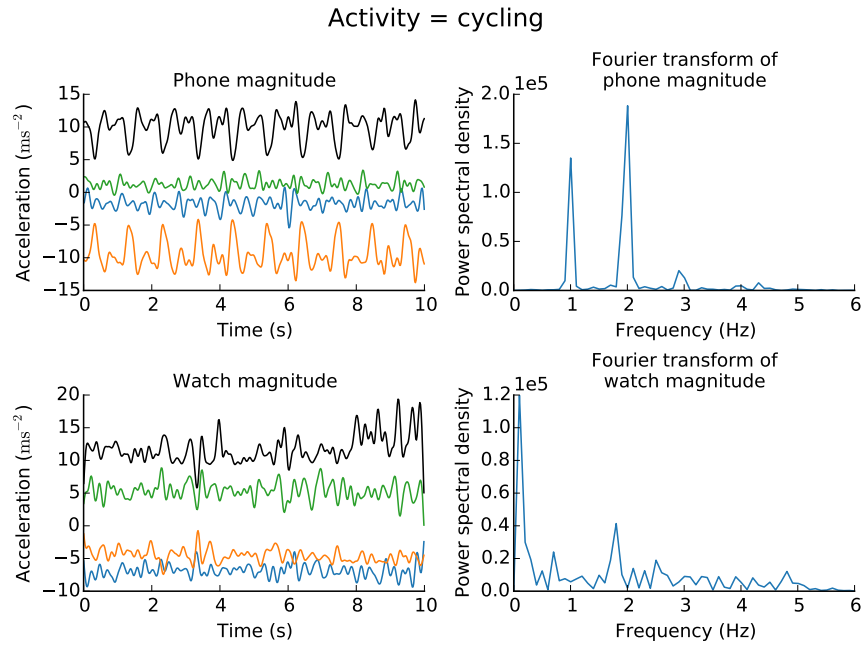 Activity = cycling
Phone magnitude
Acceleration (ms⁻²)
15
10
5
0
−5
−10
−15
0 2 4 6 8 10
Time (s)
Fourier transform of
phone magnitude
1e5
Power spectral density
2.0
1.5
1.0
0.5
0.0
0 1 2 3 4 5 6
Frequency (Hz)
Watch magnitude
Acceleration (ms⁻²)
20
15
10
5
0
−5
−10
0 2 4 6 8 10
Time (s)
Fourier transform of
watch magnitude
1e5
Power spectral density
1.2
1.0
0.8
0.6
0.4
0.2
0.0
0 1 2 3 4 5 6
Frequency (Hz)